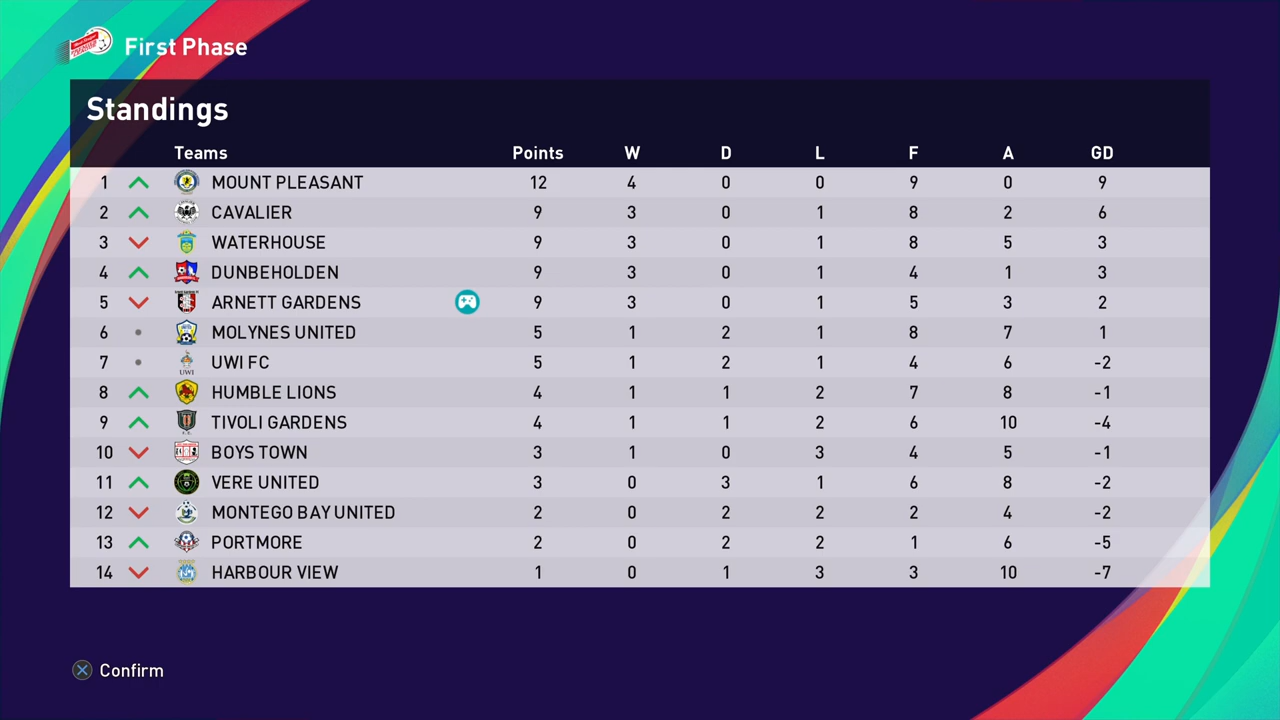 First Phase
Standings
Teams Points W D L F A GD
1 MOUNT PLEASANT 12 4 0 0 9 0 9
2 CAVALIER 9 3 0 1 8 2 6
3 WATERHOUSE 9 3 0 1 8 5 3
4 DUNBEHOLDEN 9 3 0 1 4 1 3
5 ARNETT GARDENS 9 3 0 1 5 3 2
6 MOLYNES UNITED 5 1 2 1 8 7 1
7 UWI FC 5 1 2 1 4 6 -2
8 HUMBLE LIONS 4 1 1 2 7 8 -1
9 TIVOLI GARDENS 4 1 1 2 6 10 -4
10 BOYS TOWN 3 1 0 3 4 5 -1
11 VERE UNITED 3 0 3 1 6 8 -2
12 MONTEGO BAY UNITED 2 0 2 2 2 4 -2
13 PORTMORE 2 0 2 2 1 6 -5
14 HARBOUR VIEW 1 0 1 3 3 10 -7
Confirm